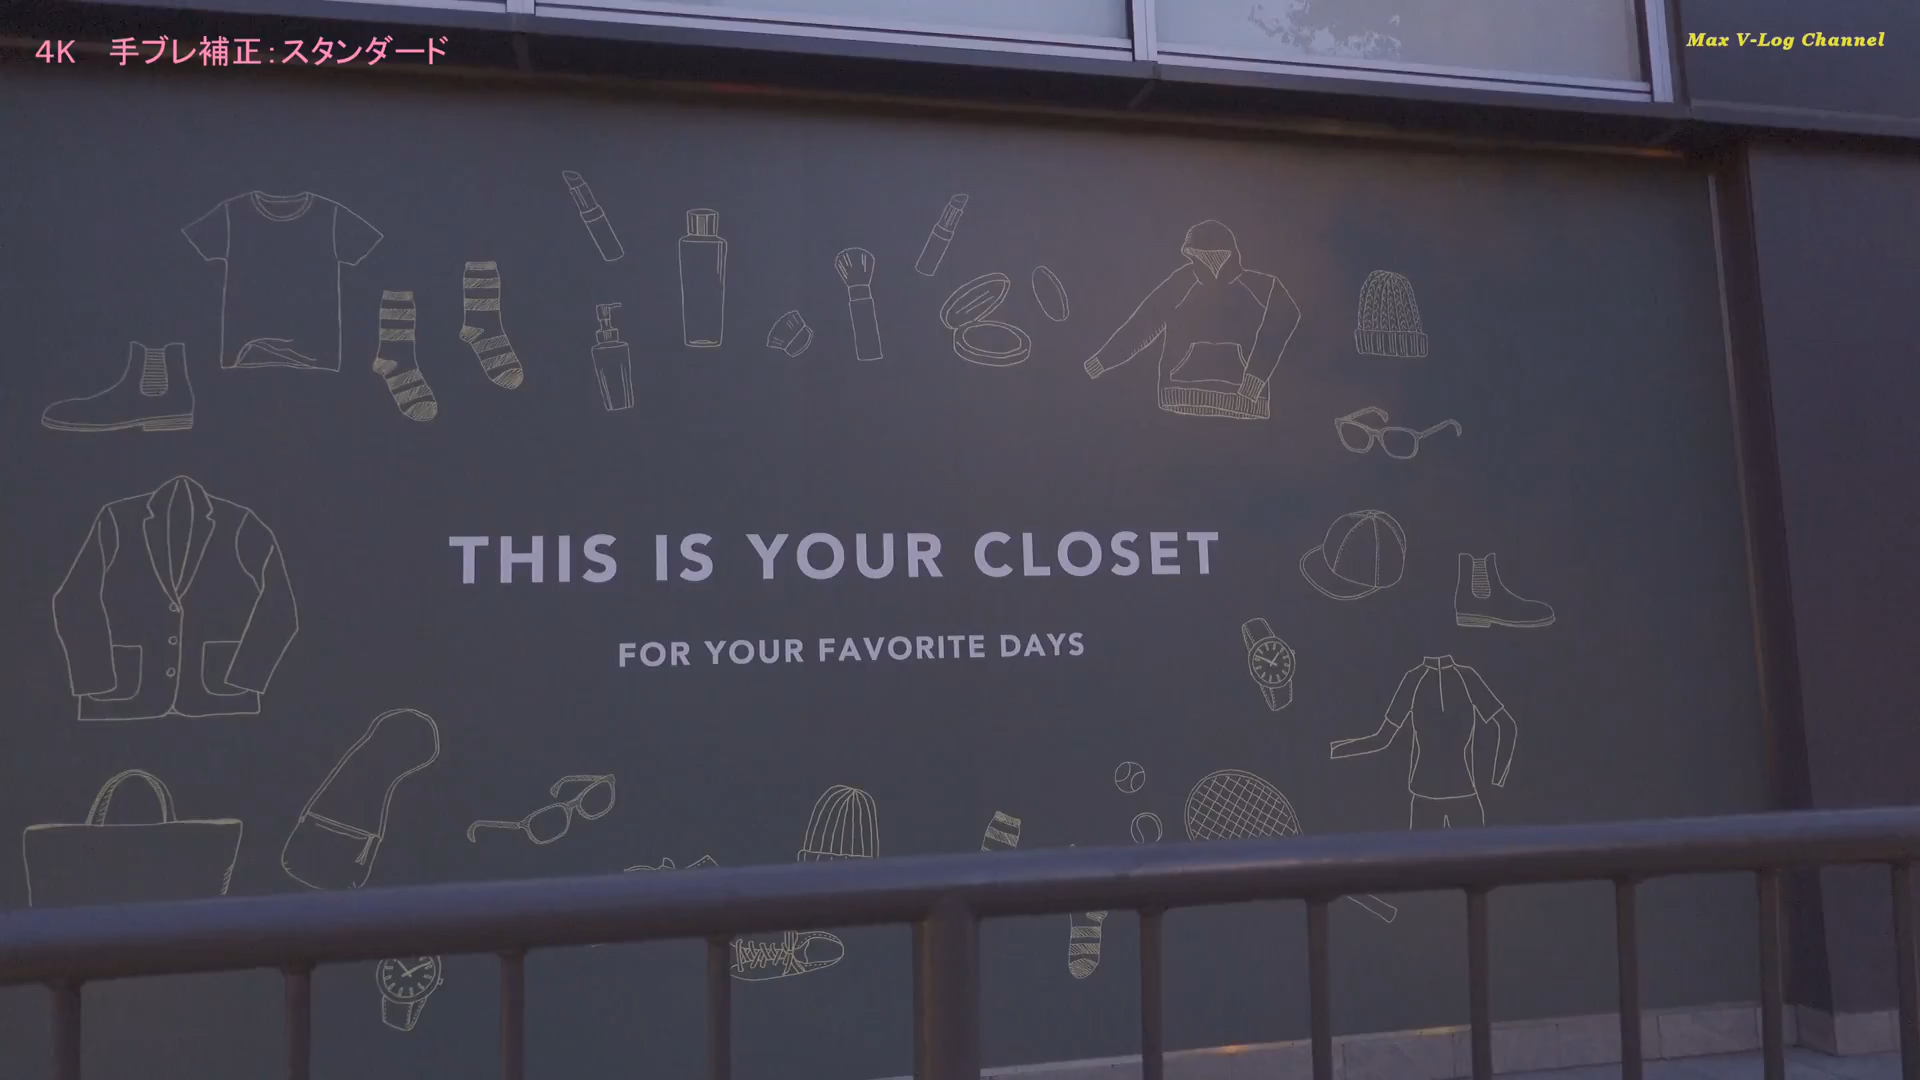 4K 手ブレ補正：スタンダード
Max V-Log Channel
THIS IS YOUR CLOSET
FOR YOUR FAVORITE DAYS